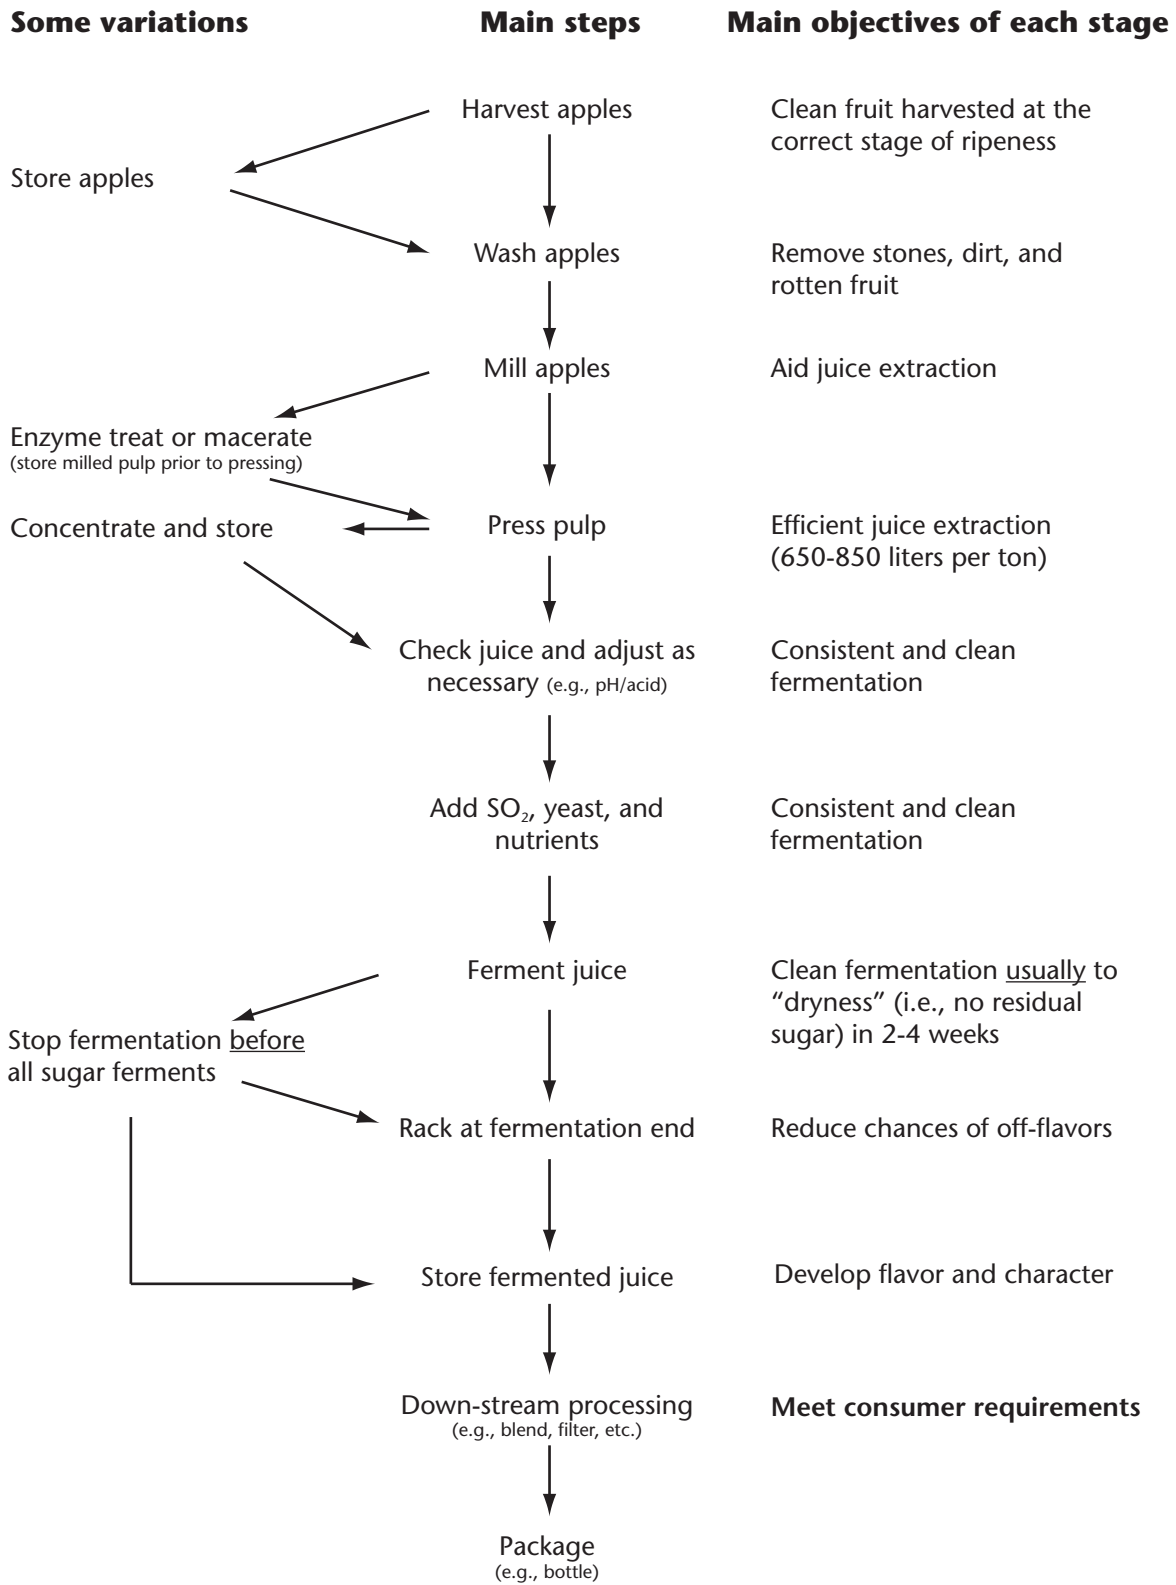 Some variations
Main steps
Main objectives of each stage
Harvest apples
Clean fruit harvested at the
correct stage of ripeness
Store apples
Wash apples
Remove stones, dirt, and
rotten fruit
Mill apples
Aid juice extraction
Enzyme treat or macerate
(store milled pulp prior to pressing)
Concentrate and store
Press pulp
Efficient juice extraction
(650-850 liters per ton)
Check juice and adjust as
necessary (e.g., pH/acid)
Consistent and clean
fermentation
Add SO₂, yeast, and
nutrients
Consistent and clean
fermentation
Ferment juice
Clean fermentation usually to
“dryness” (i.e., no residual
sugar) in 2-4 weeks
Stop fermentation before
all sugar ferments
Rack at fermentation end
Reduce chances of off-flavors
Store fermented juice
Develop flavor and character
Down-stream processing
(e.g., blend, filter, etc.)
Meet consumer requirements
Package
(e.g., bottle)